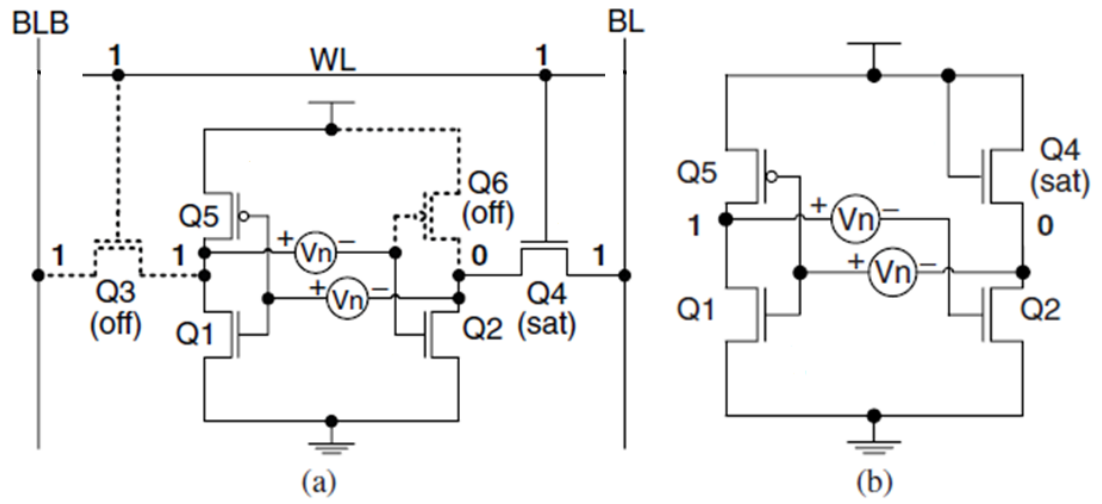 BLB
BL
1
WL
1
Q6
(off)
Q5
+
Vn
−
1
1
0
1
Q3
(off)
+
Vn
−
Q1
Q2
Q4
(sat)
(a)
Q5
Q4
(sat)
+
Vn
−
1
0
+
Vn
−
Q1
Q2
(b)